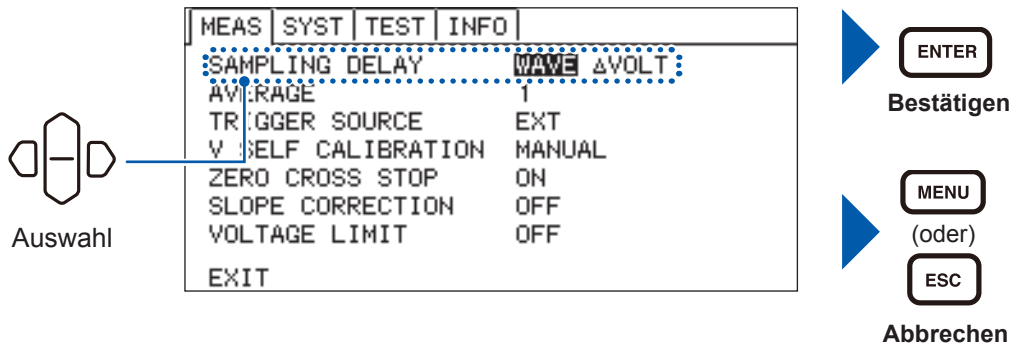 MEAS SYST TEST INFO
SAMPLING DELAY WAVE ΔVOLT
AVERAGE 1
TRIGGER SOURCE EXT
V SELF CALIBRATION MANUAL
ZERO CROSS STOP ON
SLOPE CORRECTION OFF
VOLTAGE LIMIT OFF
EXIT
Auswahl
ENTER
Bestätigen
MENU
(oder)
ESC
Abbrechen